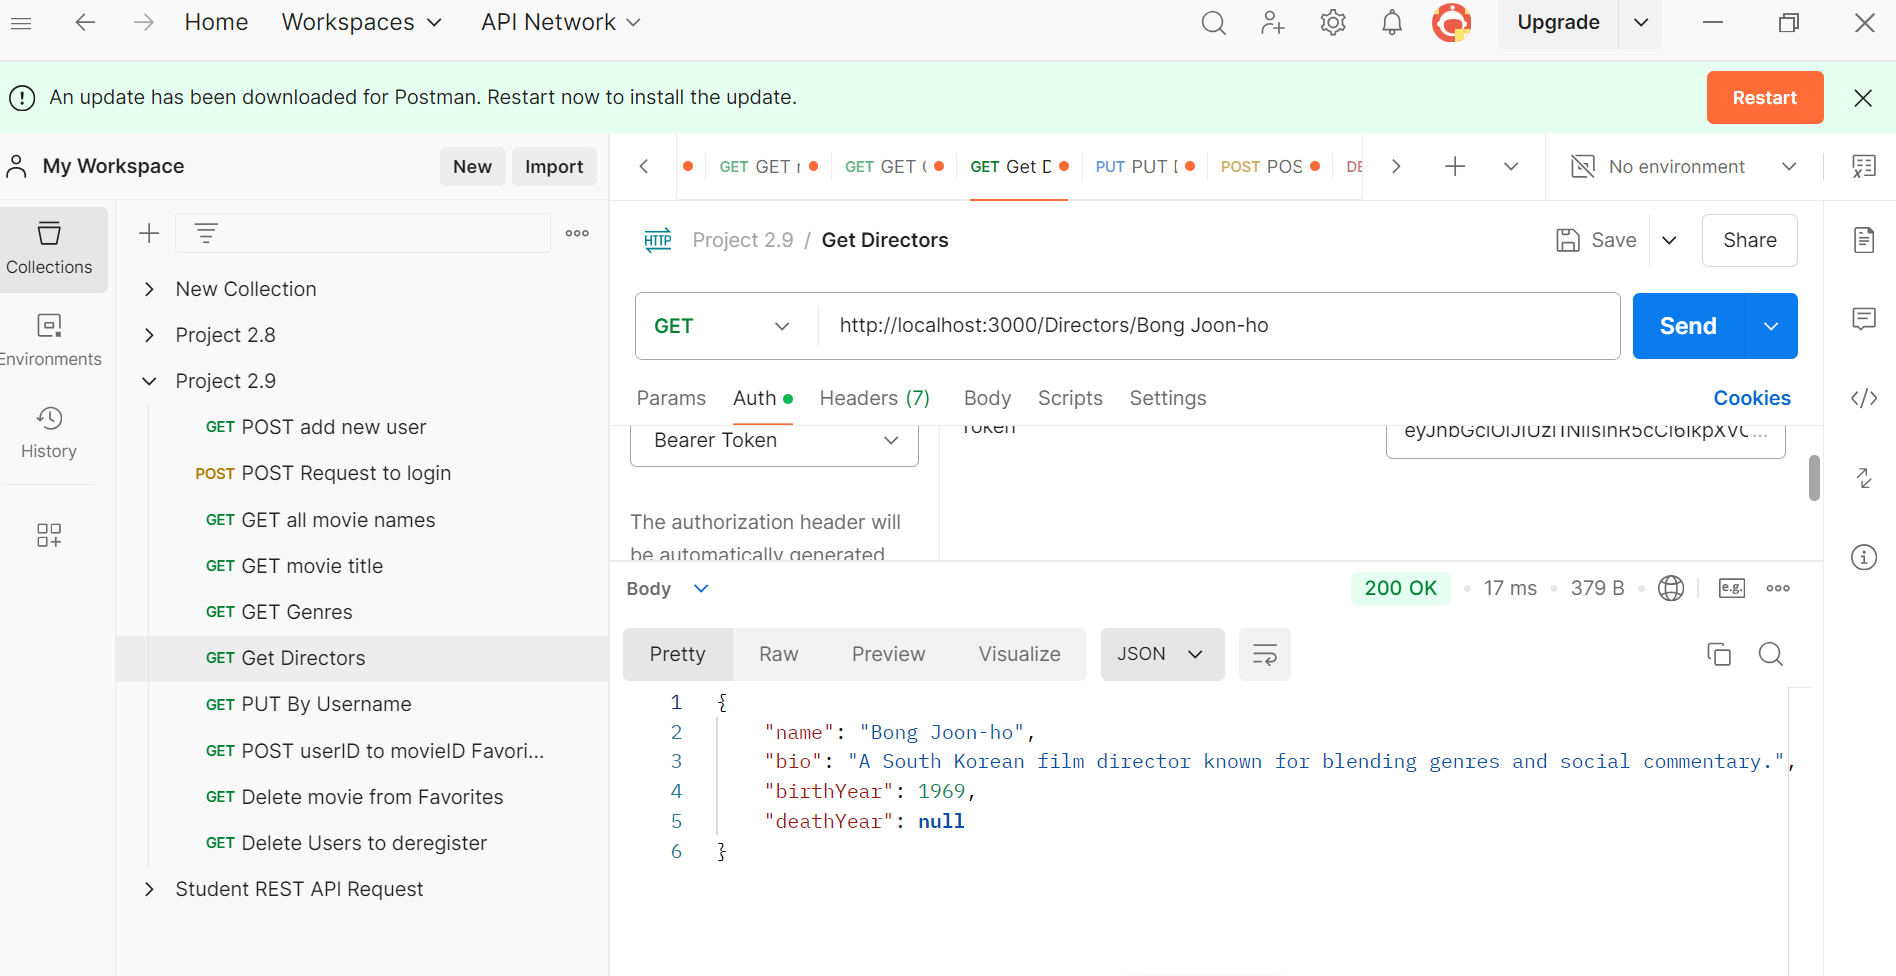 Home
Workspaces
API Network
Upgrade
An update has been downloaded for Postman. Restart now to install the update.
Restart
My Workspace
New
Import
GET GET
GET GET
GET Get D
PUT PUT
POST POS
DE
No environment
Collections
Environments
History
New Collection
Project 2.8
Project 2.9
GET POST add new user
POST POST Request to login
GET GET all movie names
GET GET movie title
GET GET Genres
GET Get Directors
GET PUT By Username
GET POST userID to movieID Favori...
GET Delete movie from Favorites
GET Delete Users to deregister
Student REST API Request
HTTP Project 2.9 / Get Directors
Save
Share
GET
http://localhost:3000/Directors/Bong Joon-ho
Send
Params
Auth
Headers (7)
Body
Scripts
Settings
Cookies
Bearer Token
Token
The authorization header will
be automatically generated
Body
200 OK
17 ms
379 B
e.g.
Pretty
Raw
Preview
Visualize
JSON
1 {
2 "name": "Bong Joon-ho",
3 "bio": "A South Korean film director known for blending genres and social commentary.",
4 "birthYear": 1969,
5 "deathYear": null
6 }